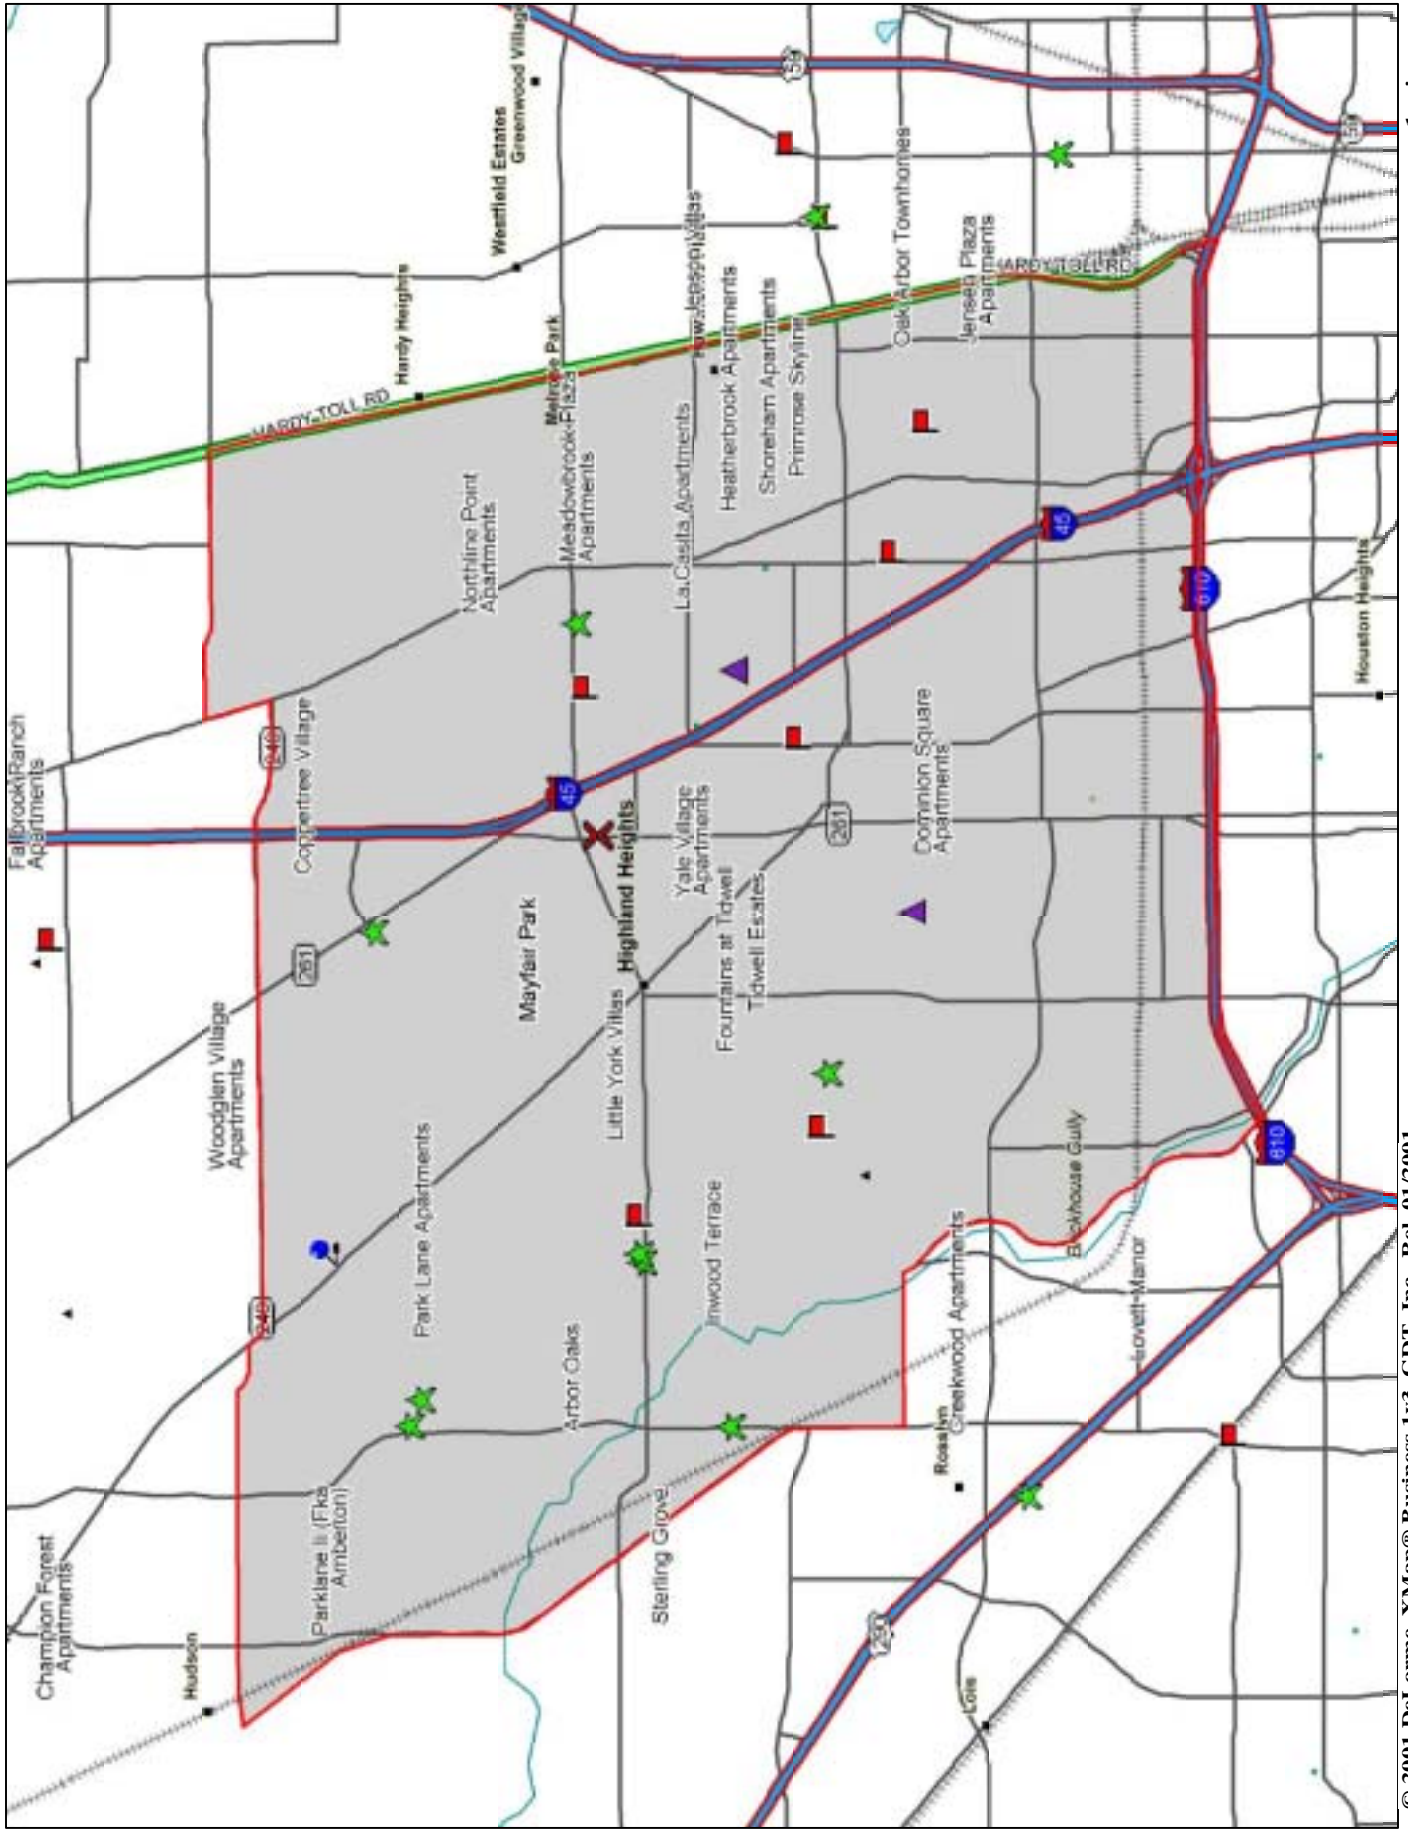 Fallbrook Ranch
Apartments
Champion Forest
Apartments
Hudson
Woodglen Village
Apartments
249
249
261
Coppertree Village
HARDY TOLL RD
Hardy Heights
Westfield Estates
Greenwood Village
Parklane Ii (Fka
Amberton)
Park Lane Apartments
Northline Point
Apartments
Mayfair Park
Melrose Park
Meadowbrook Plaza
Apartments
45
Arbor Oaks
Little York Villas
Highland Heights
Sterling Grove
Inwood Terrace
Yale Village
Apartments
La Casita Apartments
Fountains at Tidwell
Tidwell Estates
Heatherbrook Apartments
Shoreham Apartments
Primrose Skyline
59
261
290
Dominion Square
Apartments
Oak Arbor Townhomes
Rosslyn
Creekwood Apartments
Jensen Plaza
Apartments
HARDY TOLL RD
Lois
45
Backhouse Gully
Lovett Manor
610
610
Houston Heights
59